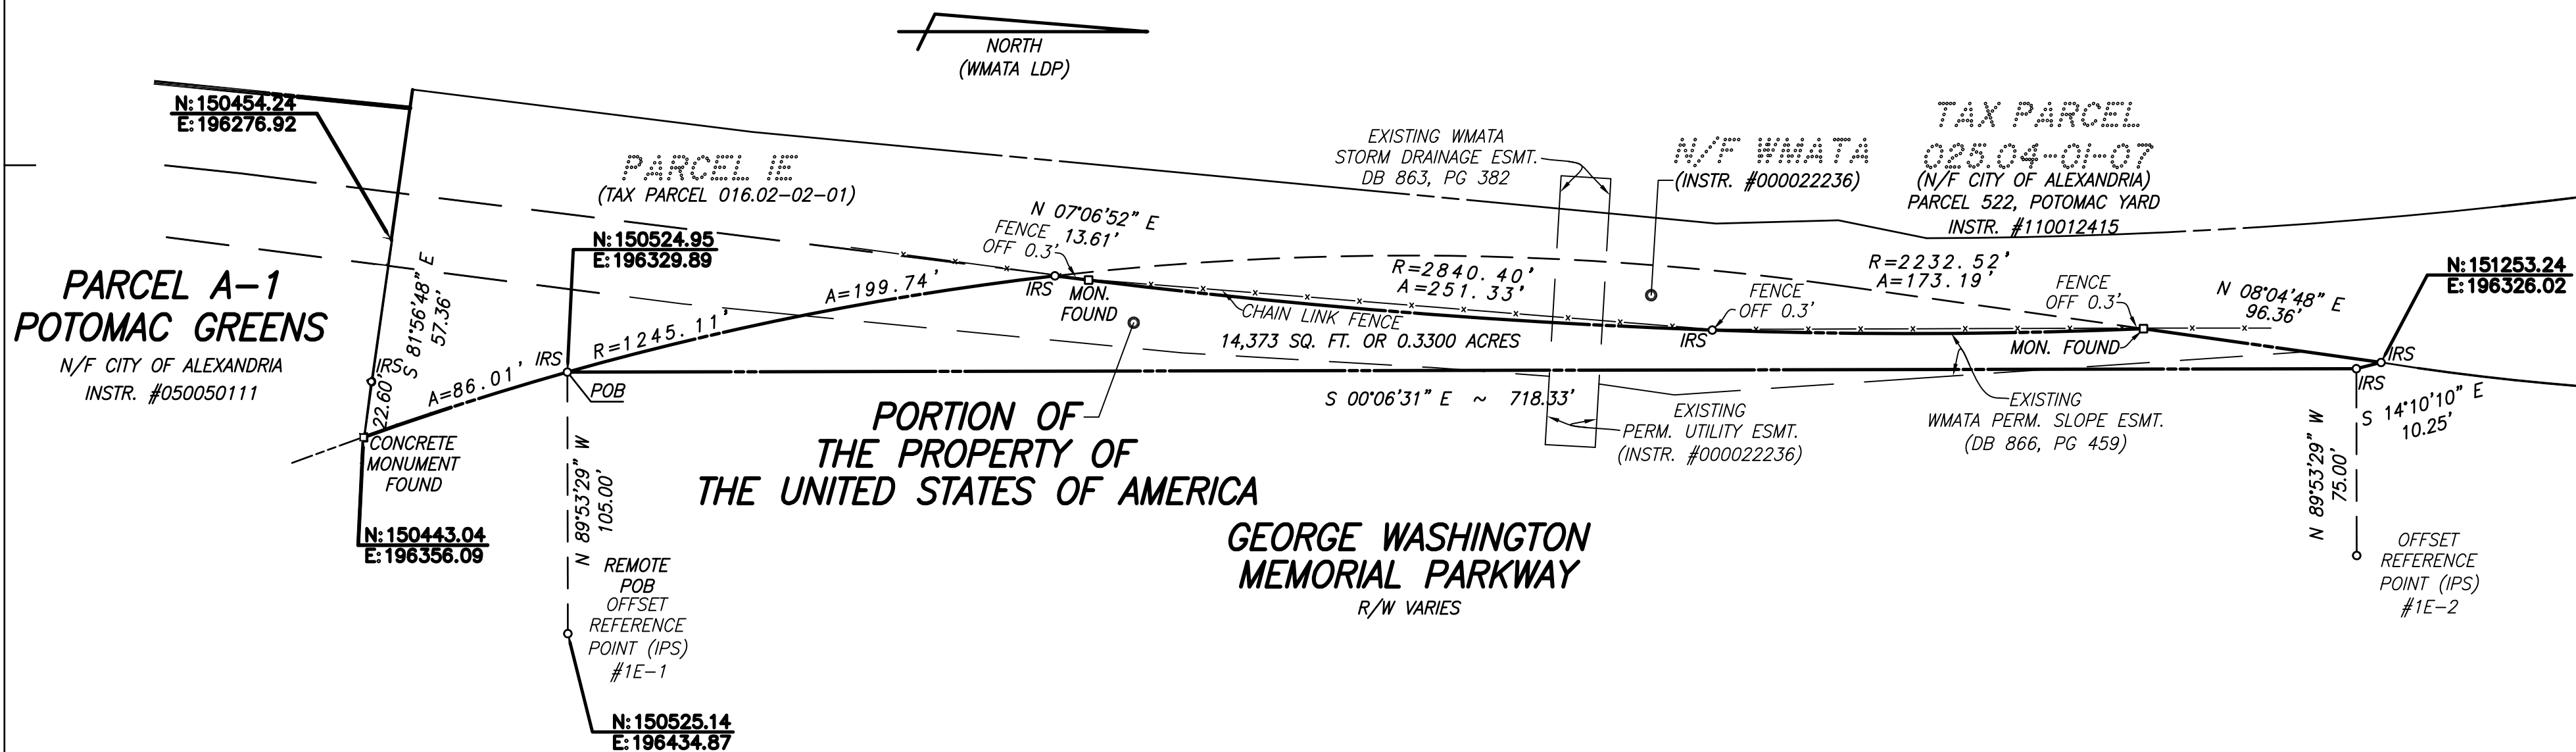 NORTH
(WMATA LDP)
N:150454.24
E:196276.92
PARCEL 1E
(TAX PARCEL 016.02-02-01)
EXISTING WMATA
STORM DRAINAGE ESMT.
DB 863, PG 382
N/F WMATA
(INSTR. #000022236)
TAX PARCEL
025.04-01-07
(N/F CITY OF ALEXANDRIA)
PARCEL 522, POTOMAC YARD
INSTR. #110012415
N:150524.95
E:196329.89
N 07°06'52" E
13.61'
FENCE
OFF 0.3'
IRS
MON.
FOUND
R=2840.40'
A=251.33'
CHAIN LINK FENCE
14,373 SQ. FT. OR 0.3300 ACRES
R=2232.52'
A=173.19'
FENCE
OFF 0.3'
IRS
FENCE
OFF 0.3'
MON. FOUND
N 08°04'48" E
96.36'
N:151253.24
E:196326.02
IRS
IRS
S 14°10'10" E
10.25'
PARCEL A-1
POTOMAC GREENS
N/F CITY OF ALEXANDRIA
INSTR. #050050111
S 81°56'48" E
57.36'
IRS
22.60'
A=86.01'
IRS
R=1245.11'
A=199.74'
POB
CONCRETE
MONUMENT
FOUND
N:150443.04
E:196356.09
N 89°53'29" W
105.00'
REMOTE
POB
OFFSET
REFERENCE
POINT (IPS)
#1E-1
N:150525.14
E:196434.87
PORTION OF
THE PROPERTY OF
THE UNITED STATES OF AMERICA
S 00°06'31" E ~ 718.33'
EXISTING
PERM. UTILITY ESMT.
(INSTR. #000022236)
EXISTING
WMATA PERM. SLOPE ESMT.
(DB 866, PG 459)
GEORGE WASHINGTON
MEMORIAL PARKWAY
R/W VARIES
N 89°53'29" W
75.00'
OFFSET
REFERENCE
POINT (IPS)
#1E-2